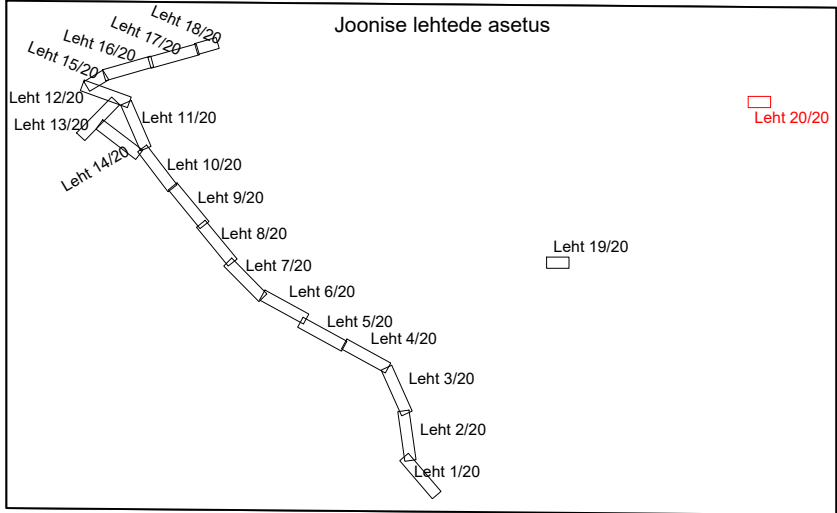 Joonise lehtede asetus
Leht 18/20
Leht 17/20
Leht 16/20
Leht 15/20
Leht 12/20
Leht 13/20
Leht 11/20
Leht 14/20
Leht 10/20
Leht 9/20
Leht 8/20
Leht 7/20
Leht 6/20
Leht 5/20
Leht 4/20
Leht 3/20
Leht 2/20
Leht 1/20
Leht 19/20
Leht 20/20